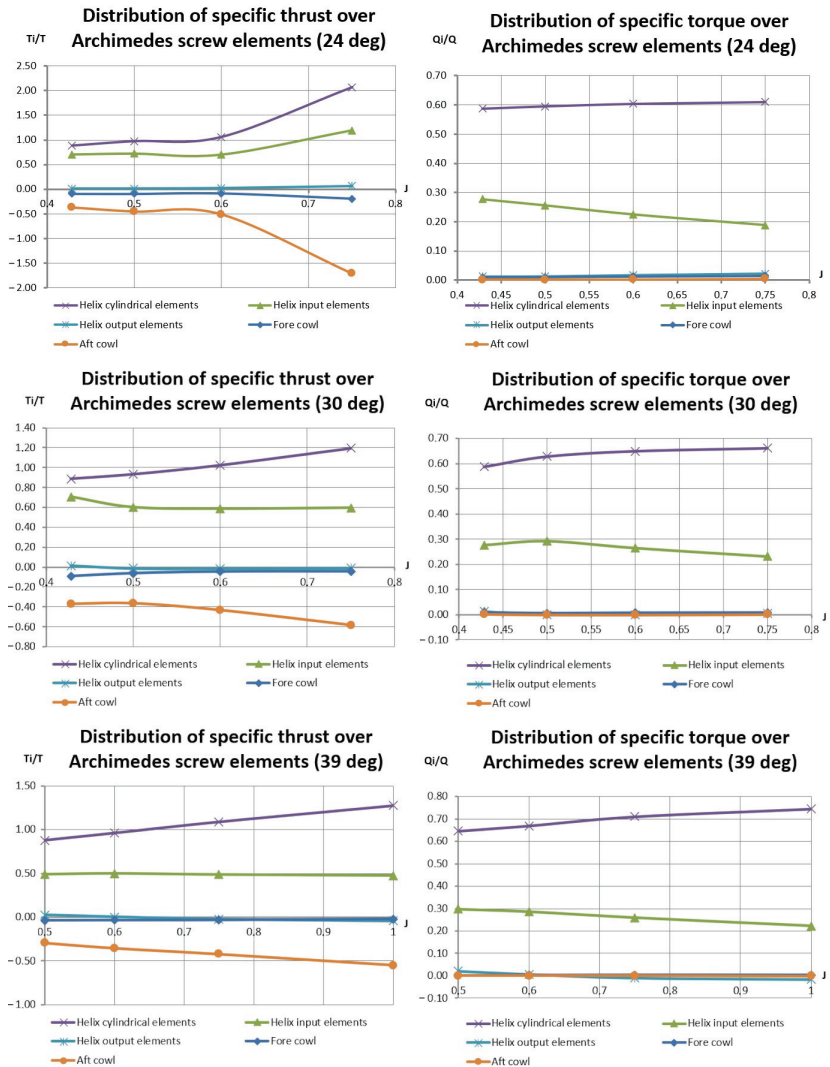 Distribution of specific thrust over
Archimedes screw elements (24 deg)
Ti/T
2.50
2.00
1.50
1.00
0.50
0.00
−0.50
−1.00
−1.50
−2.00
0,4
0,5
0,6
0,7
0,8
J
Helix cylindrical elements
Helix input elements
Helix output elements
Fore cowl
Aft cowl
Distribution of specific torque over
Archimedes screw elements (24 deg)
Qi/Q
0.70
0.60
0.50
0.40
0.30
0.20
0.10
0.00
0,4
0,45
0,5
0,55
0,6
0,65
0,7
0,75
0,8
J
Helix cylindrical elements
Helix input elements
Helix output elements
Fore cowl
Aft cowl
Distribution of specific thrust over
Archimedes screw elements (30 deg)
Ti/T
1.40
1.20
1.00
0.80
0.60
0.40
0.20
0.00
−0.20
−0.40
−0.60
−0.80
0,4
0,5
0,6
0,7
0,8
J
Helix cylindrical elements
Helix input elements
Helix output elements
Fore cowl
Aft cowl
Distribution of specific torque over
Archimedes screw elements (30 deg)
Qi/Q
0.70
0.60
0.50
0.40
0.30
0.20
0.10
0.00
−0.10
0,4
0,45
0,5
0,55
0,6
0,65
0,7
0,75
0,8
J
Helix cylindrical elements
Helix input elements
Helix output elements
Fore cowl
Aft cowl
Distribution of specific thrust over
Archimedes screw elements (39 deg)
Ti/T
1.50
1.00
0.50
0.00
−0.50
−1.00
0,5
0,6
0,7
0,8
0,9
1
J
Helix cylindrical elements
Helix input elements
Helix output elements
Fore cowl
Aft cowl
Distribution of specific torque over
Archimedes screw elements (39 deg)
Qi/Q
0.80
0.70
0.60
0.50
0.40
0.30
0.20
0.10
0.00
−0.10
0,5
0,6
0,7
0,8
0,9
1
J
Helix cylindrical elements
Helix input elements
Helix output elements
Fore cowl
Aft cowl